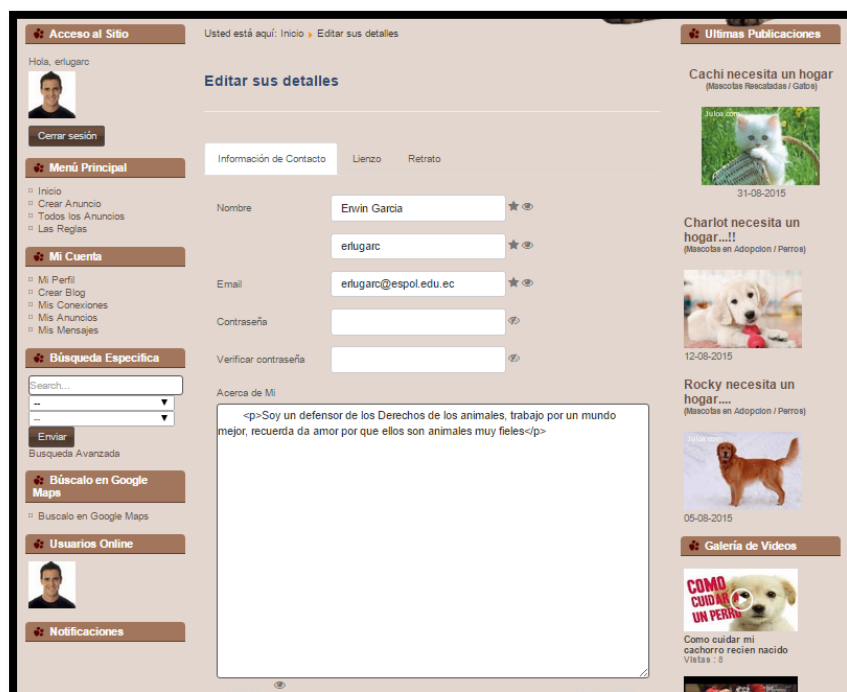 Acceso al Sitio
Hola, erlugarc
Cerrar sesión
Menú Principal
Inicio
Crear Anuncio
Todos los Anuncios
Las Reglas
Mi Cuenta
Mi Perfil
Crear Blog
Mis Conexiones
Mis Anuncios
Mis Mensajes
Búsqueda Especifica
Search...
--
--
Enviar
Busqueda Avanzada
Búscalo en Google
Maps
Buscalo en Google Maps
Usuarios Online
Notificaciones
Usted está aquí: Inicio Editar sus detalles
Editar sus detalles
Información de Contacto Lienzo Retrato
Nombre Erwin Garcia
erlugarc
Email erlugarc@espol.edu.ec
Contraseña
Verificar contraseña
Acerca de Mi
<p>Soy un defensor de los Derechos de los animales, trabajo por un mundo
mejor, recuerda da amor por que ellos son animales muy fieles</p>
Ultimas Publicaciones
Cachi necesita un hogar
(Mascotas Rescatadas / Gatos)
Juloa.com
31-08-2015
Charlot necesita un
hogar...!!
(Mascotas en Adopcion / Perros)
12-08-2015
Rocky necesita un
hogar....
(Mascotas en Adopcion / Perros)
Juloa.com
05-08-2015
Galería de Videos
COMO
CUIDAR A
UN PERRO
Como cuidar mi
cachorro recien nacido
Vistas : 8